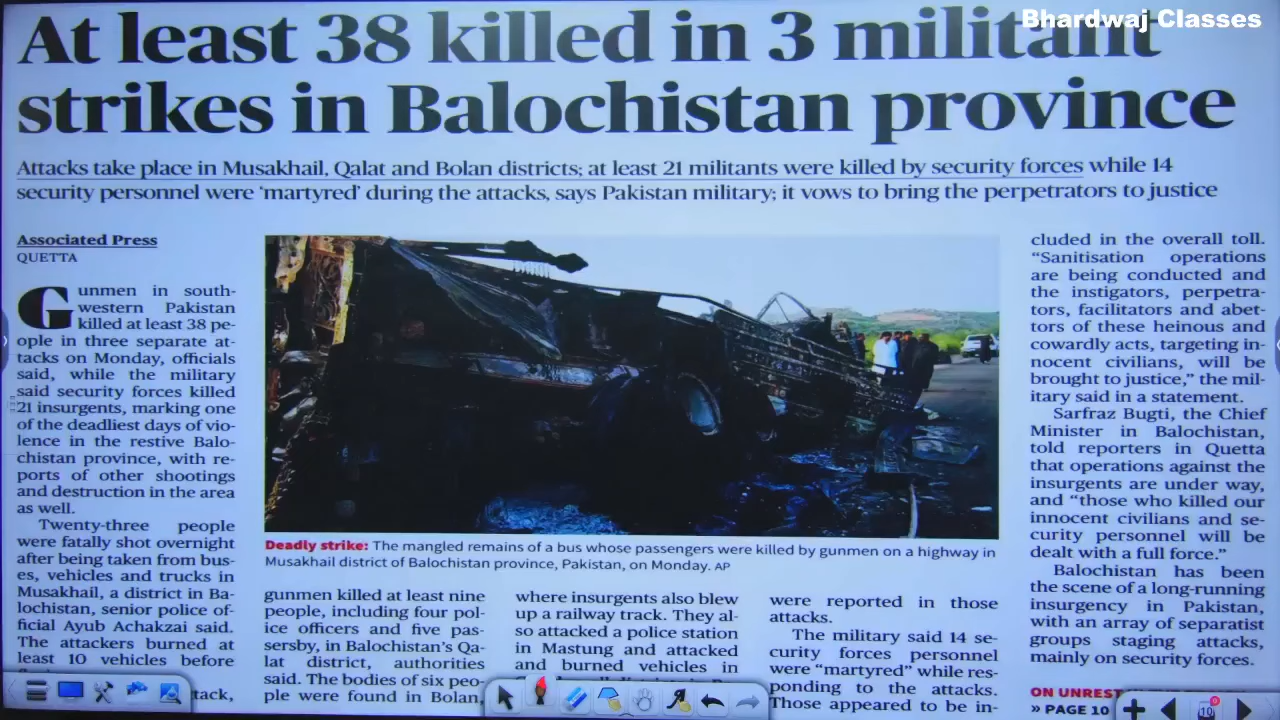 Bhardwaj Classes
At least 38 killed in 3 militant
strikes in Balochistan province
Attacks take place in Musakhail, Qalat and Bolan districts; at least 21 militants were killed by security forces while 14
security personnel were ‘martyred’ during the attacks, says Pakistan military; it vows to bring the perpetrators to justice
Associated Press
QUETTA
Gunmen in south-
western Pakistan
killed at least 38 pe-
ople in three separate at-
tacks on Monday, officials
said, while the military
said security forces killed
21 insurgents, marking one
of the deadliest days of vio-
lence in the restive Balo-
chistan province, with re-
ports of other shootings
and destruction in the area
as well.
Twenty-three people
were fatally shot overnight
after being taken from bus-
es, vehicles and trucks in
Musakhail, a district in Ba-
lochistan, senior police of-
ficial Ayub Achakzai said.
The attackers burned at
least 10 vehicles before
tack,
Deadly strike: The mangled remains of a bus whose passengers were killed by gunmen on a highway in
Musakhail district of Balochistan province, Pakistan, on Monday. AP
gunmen killed at least nine
people, including four pol-
ice officers and five pas-
sersby, in Balochistan’s Qa-
lat district, authorities
said. The bodies of six peo-
ple were found in Bolan,
where insurgents also blew
up a railway track. They al-
so attacked a police station
in Mastung and attacked
and burned vehicles in
were reported in those
attacks.
The military said 14 se-
curity forces personnel
were “martyred” while res-
ponding to the attacks.
Those appeared to be in-
cluded in the overall toll.
“Sanitisation operations
are being conducted and
the instigators, perpetra-
tors, facilitators and abet-
tors of these heinous and
cowardly acts, targeting in-
nocent civilians, will be
brought to justice,” the mil-
itary said in a statement.
Sarfraz Bugti, the Chief
Minister in Balochistan,
told reporters in Quetta
that operations against the
insurgents are under way,
and “those who killed our
innocent civilians and se-
curity personnel will be
dealt with a full force.”
Balochistan has been
the scene of a long-running
insurgency in Pakistan,
with an array of separatist
groups staging attacks,
mainly on security forces.
ON UNREST
» PAGE 10
10